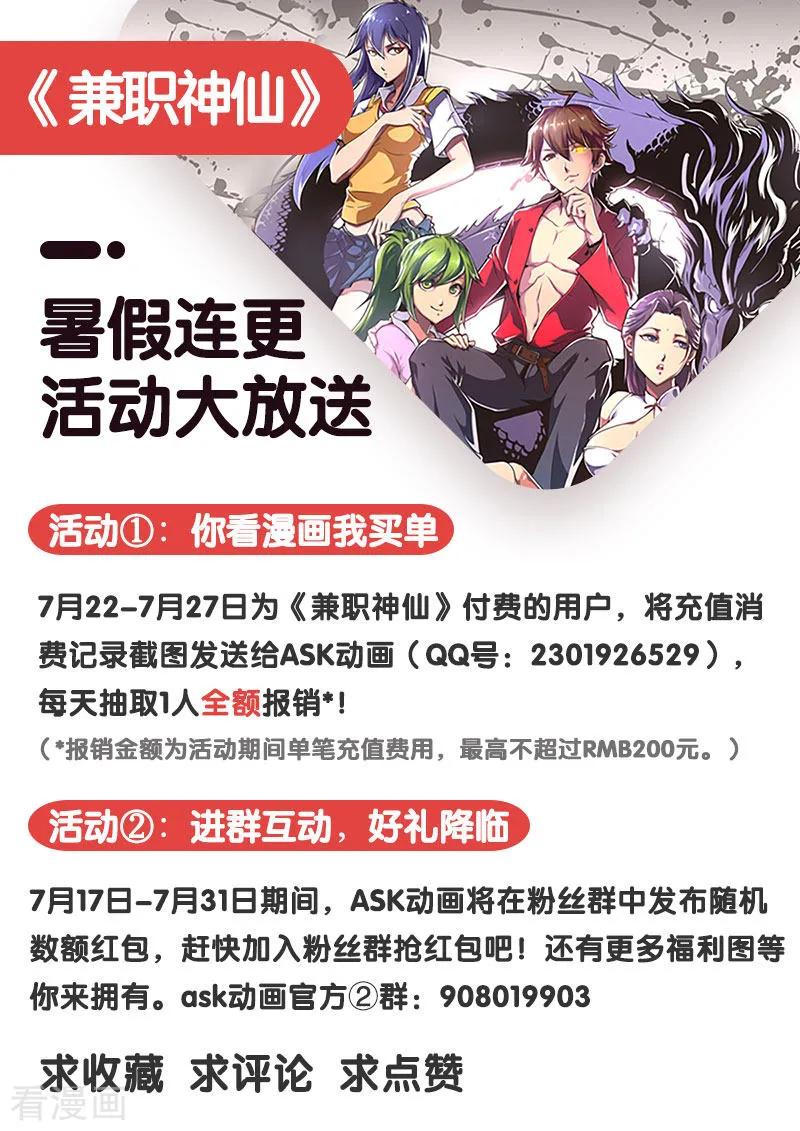 《兼职神仙》
暑假连更
活动大放送
活动①：你看漫画我买单
7月22-7月27日为《兼职神仙》付费的用户，将充值消
费记录截图发送给ASK动画（QQ号：2301926529），
每天抽取1人全额报销*！
（*报销金额为活动期间单笔充值费用，最高不超过RMB200元。）
活动②：进群互动，好礼降临
7月17日-7月31日期间，ASK动画将在粉丝群中发布随机
数额红包，赶快加入粉丝群抢红包吧！还有更多福利图等
你来拥有。ask动画官方②群：908019903
求收藏 求评论 求点赞
看漫画